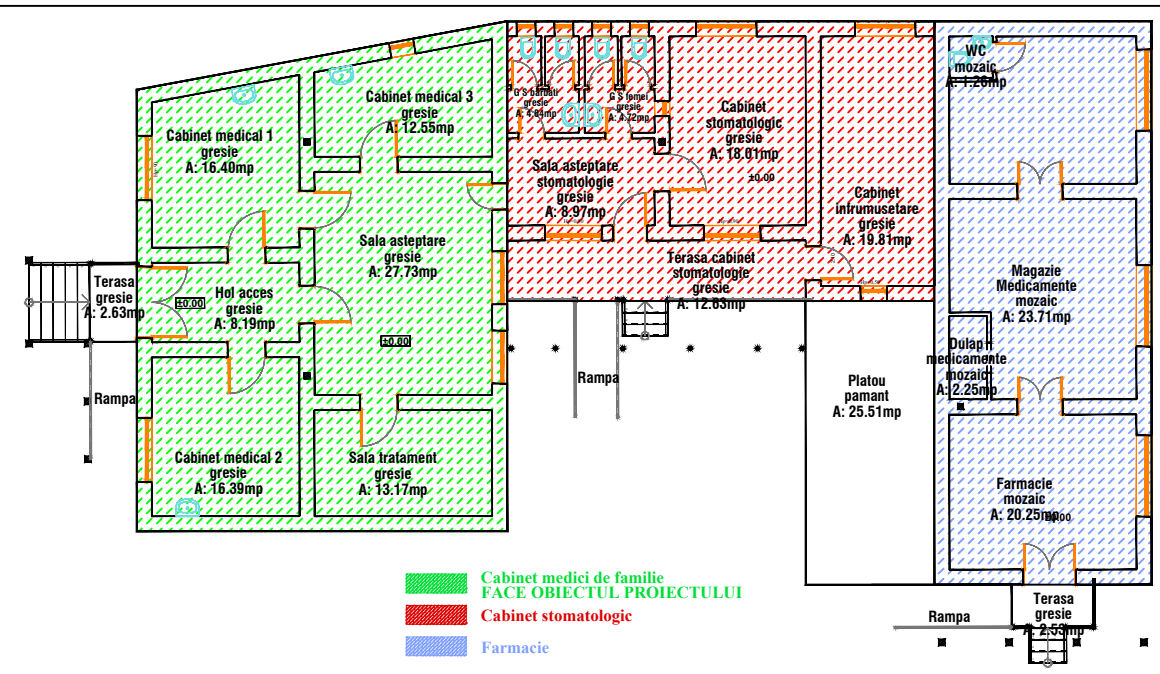 Cabinet medical 3
gresie
A: 12.55mp
Cabinet medical 1
gresie
A: 16.40mp
G S barbati
gresie
A: 4.84mp
G S femei
gresie
A: 4.72mp
Cabinet
stomatologic
gresie
A: 18.01mp
±0.00
Sala asteptare
stomatologie
gresie
A: 8.97mp
WC
mozaic
A: 1.26mp
Cabinet
infrumusetare
gresie
A: 19.81mp
Sala asteptare
gresie
A: 27.73mp
Terasa cabinet
stomatologie
gresie
A: 12.63mp
Magazie
Medicamente
mozaic
A: 23.71mp
Terasa
gresie
A: 2.63mp
±0.00
Hol acces
gresie
A: 8.19mp
±0.00
Dulap
medicamente
mozaic
A: 2.25mp
Rampa
Rampa
Platou
pamant
A: 25.51mp
Cabinet medical 2
gresie
A: 16.39mp
Sala tratament
gresie
A: 13.17mp
Farmacie
mozaic
A: 20.25mp
±0.00
Cabinet medici de familie
FACE OBIECTUL PROIECTULUI
Cabinet stomatologic
Farmacie
Rampa
Terasa
gresie
A: 2.53mp